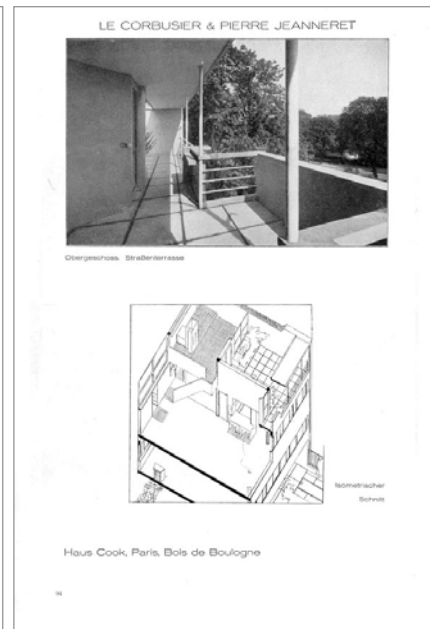 LE CORBUSIER & PIERRE JEANNERET
Obergeschoss. Straßenterrasse
Isometrischer
Schnitt
Haus Cook, Paris, Bois de Boulogne